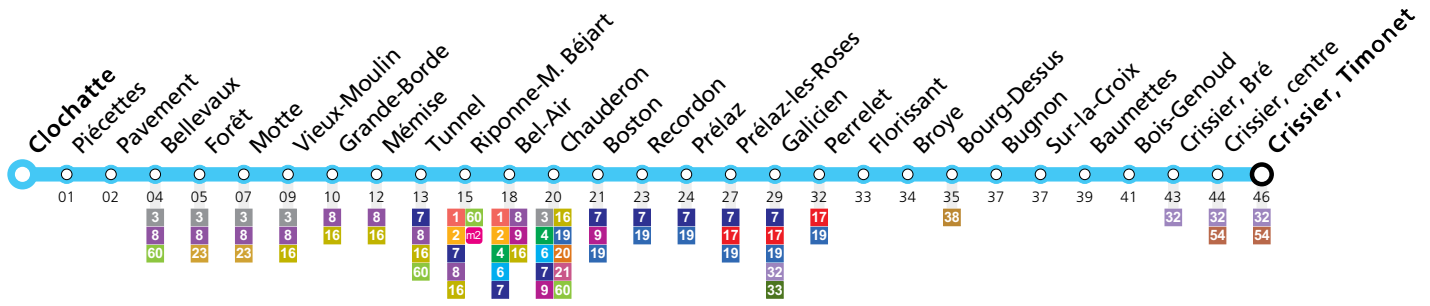 Clochatte
Piécettes
Pavement
Bellevaux
Forêt
Motte
Vieux-Moulin
Grande-Borde
Mémise
Tunnel
Riponne-M. Béjart
Bel-Air
Chauderon
Boston
Recordon
Prélaz
Prélaz-les-Roses
Galicien
Perrelet
Florissant
Broye
Bourg-Dessus
Bugnon
Sur-la-Croix
Baumettes
Bois-Genoud
Crissier, Bré
Crissier, centre
Crissier, Timonet
01 02 04 05 07 09 10 12 13 15 18 20 21 23 24 27 29 32 33 34 35 37 37 39 41 43 44 46
3 3 3 3 8 8 7 1 60 1 8 3 16 7 7 7 7 7 17 38 32 32 32
8 8 8 8 16 16 8 2 m2 2 9 4 19 9 19 19 17 17 19 54 54
60 23 23 16 16 7 4 16 6 20 19 19 19
60 8 6 7 21 32
16 7 9 60 33